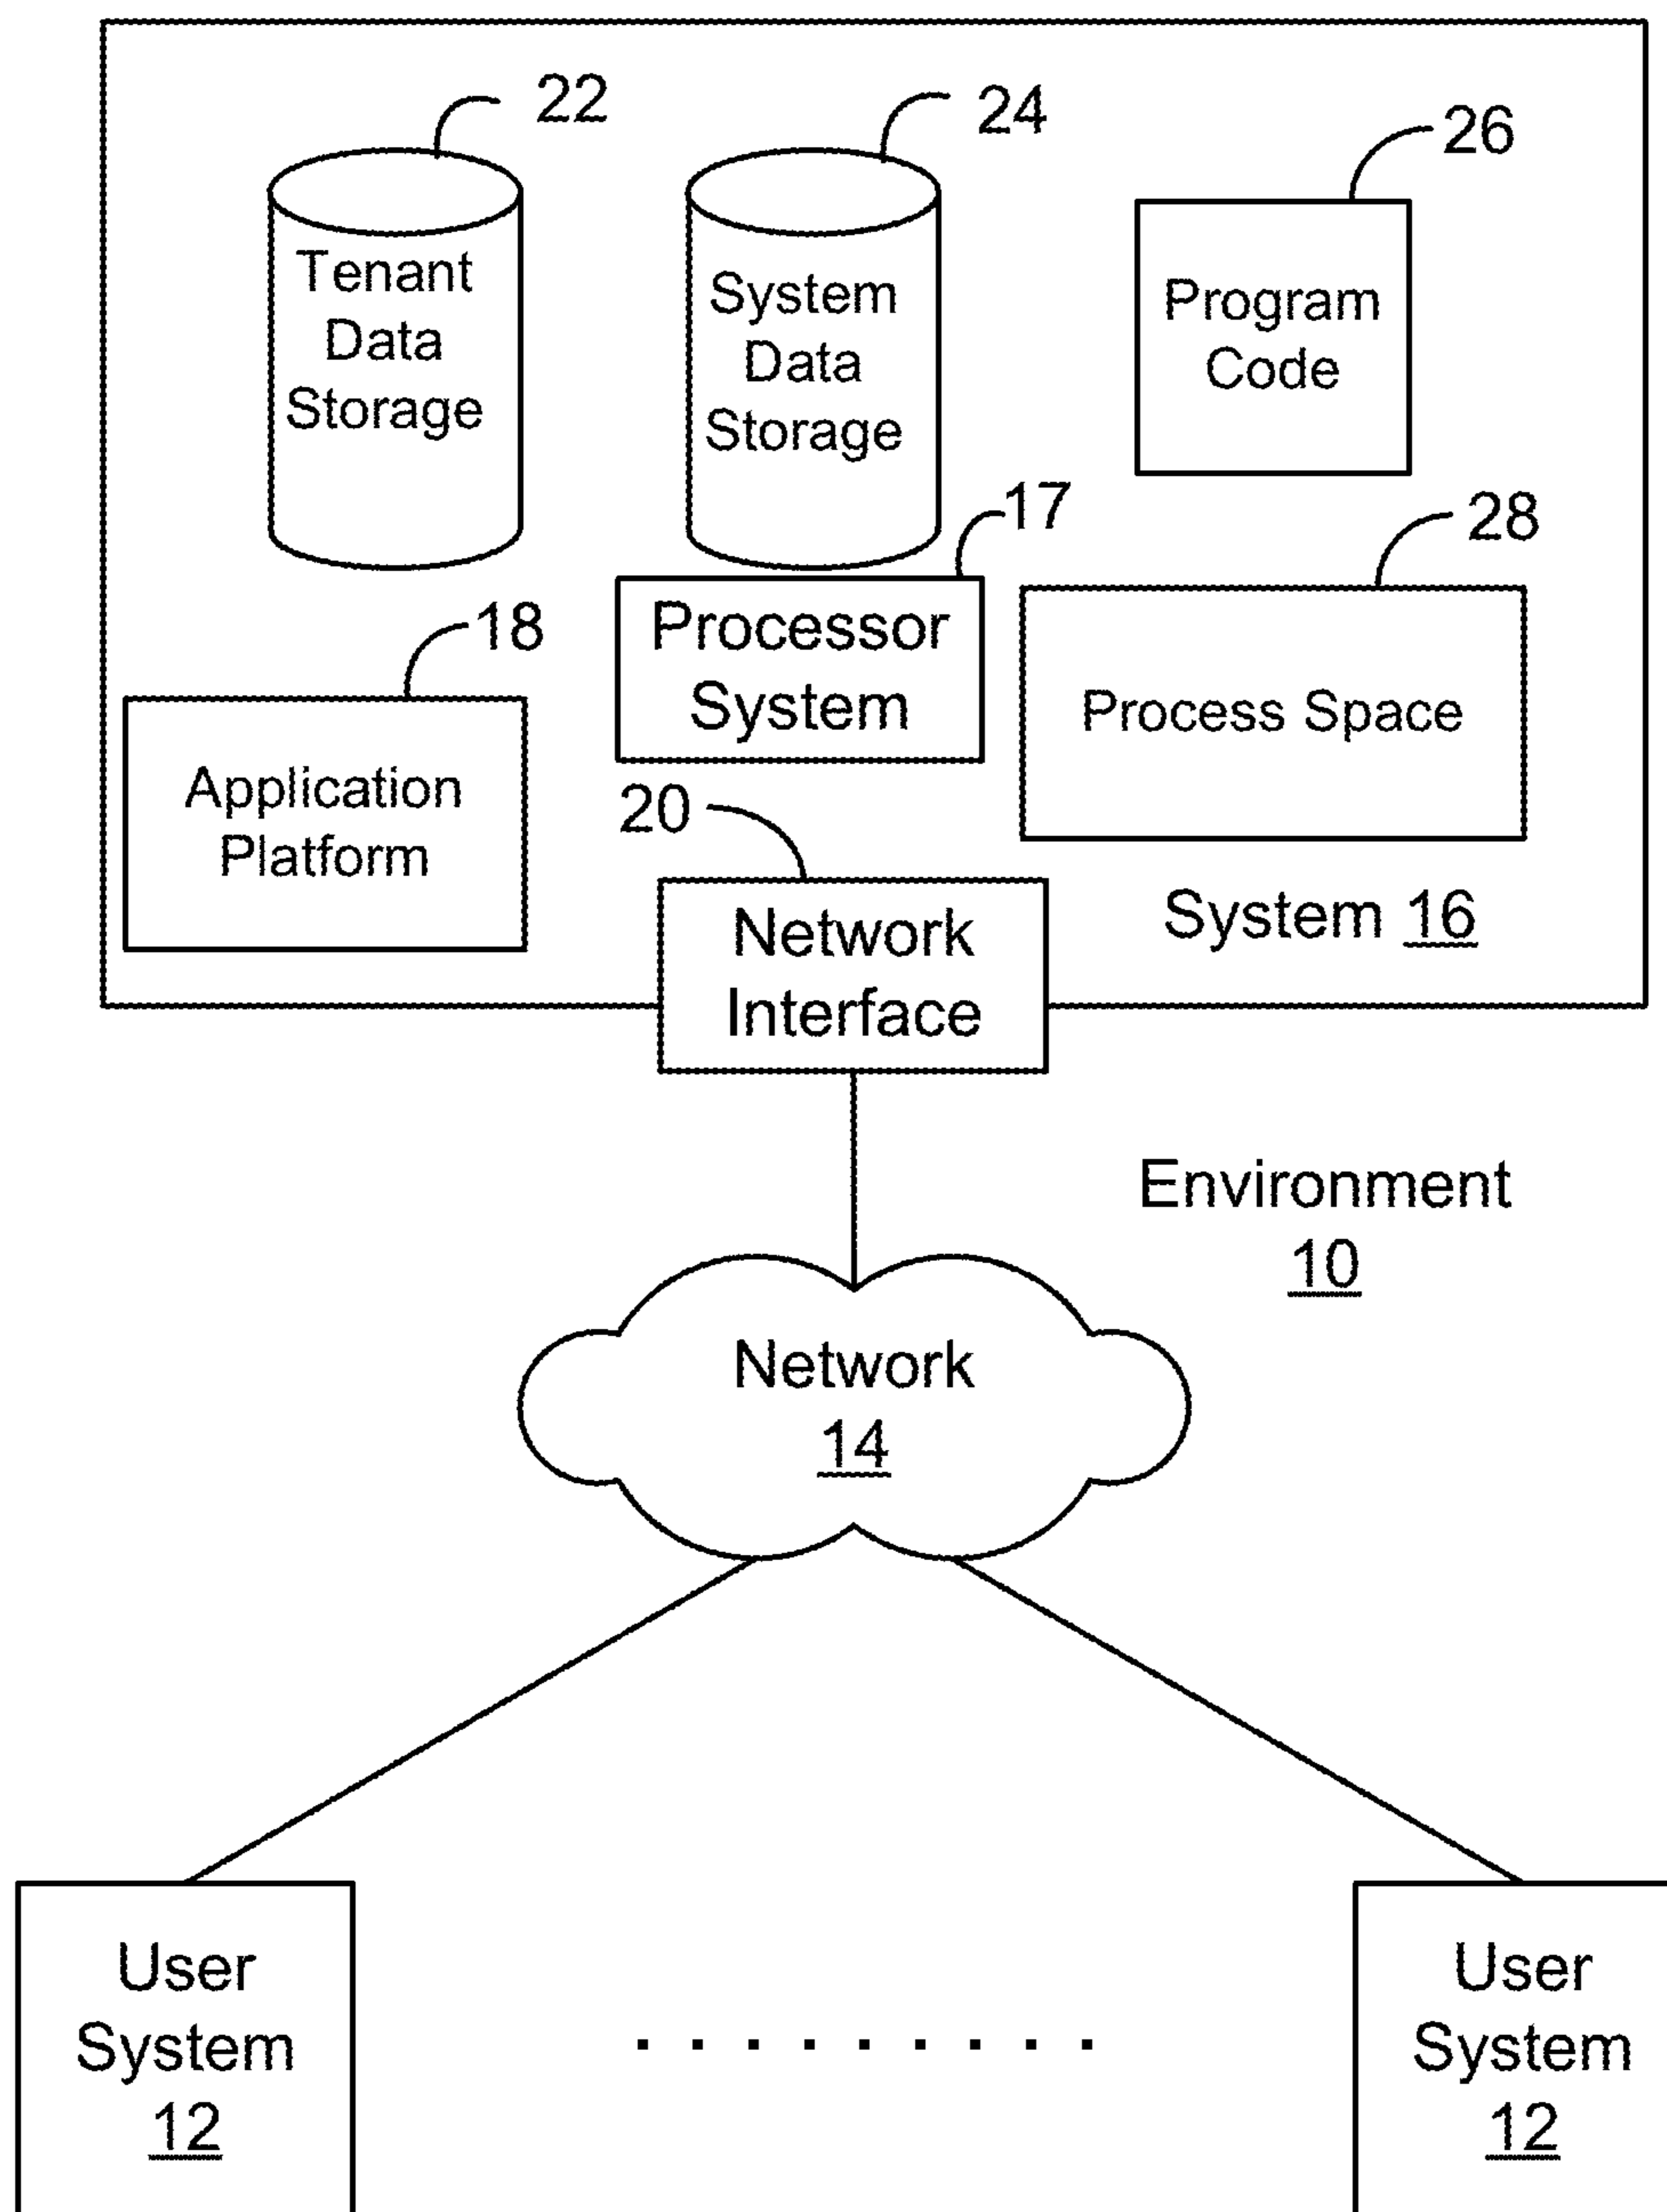 22
24
26
Tenant
Data
Storage
System
Data
Storage
Program
Code
17
28
18
Processor
System
Process Space
Application
Platform
20
Network
Interface
System 16
Environment
10
Network
14
User
System
12
User
System
12